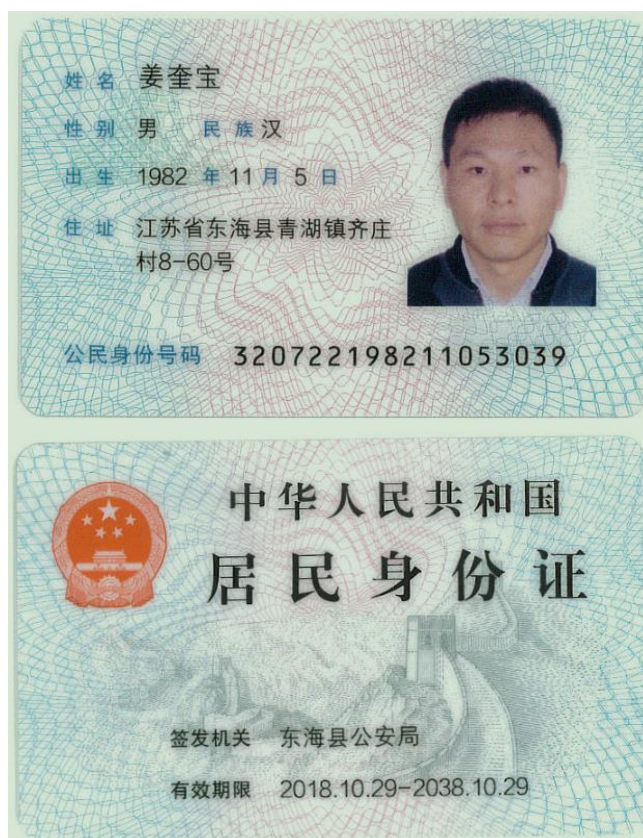 姓名 姜奎宝
性别 男 民族 汉
出生 1982 年 11 月 5 日
住址 江苏省东海县青湖镇齐庄
村8-60号
公民身份号码 320722198211053039
中华人民共和国
居民身份证
签发机关 东海县公安局
有效期限 2018.10.29-2038.10.29